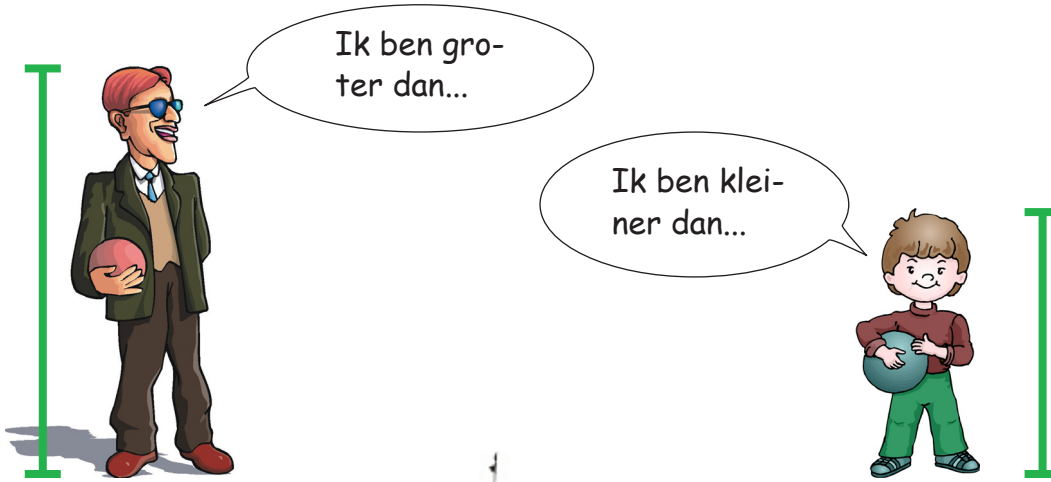 Ik ben gro-
ter dan...
Ik ben klei-
ner dan...